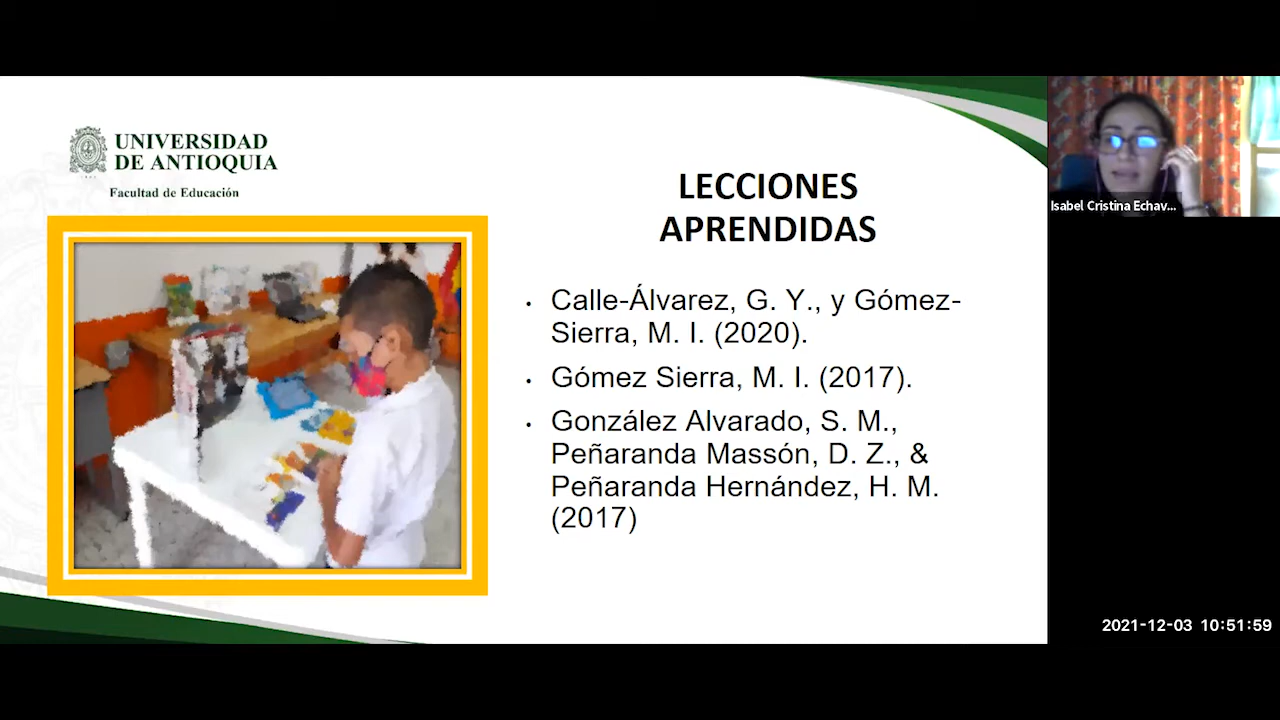 UNIVERSIDAD
DE ANTIOQUIA
Facultad de Educación
LECCIONES
APRENDIDAS
• Calle-Álvarez, G. Y., y Gómez-
Sierra, M. I. (2020).
• Gómez Sierra, M. I. (2017).
• González Alvarado, S. M.,
Peñaranda Massón, D. Z., &
Peñaranda Hernández, H. M.
(2017)
Isabel Cristina Echav...
2021-12-03 10:51:59